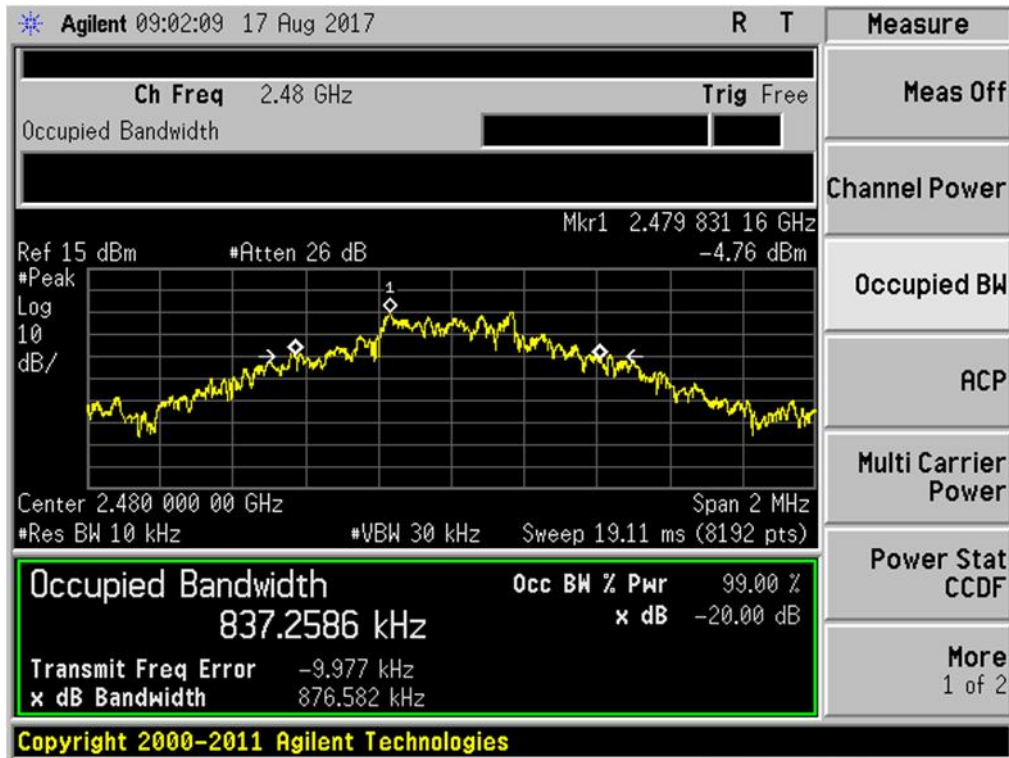 Agilent 09:02:09 17 Aug 2017 R T
Measure
Ch Freq 2.48 GHz Trig Free
Occupied Bandwidth
Meas Off
Channel Power
Occupied BW
ACP
Multi Carrier
Power
Power Stat
CCDF
More
1 of 2
Mkr1 2.479 831 16 GHz
Ref 15 dBm #Atten 26 dB -4.76 dBm
#Peak
Log
10
dB/
1
Center 2.480 000 00 GHz Span 2 MHz
#Res BW 10 kHz #VBW 30 kHz Sweep 19.11 ms (8192 pts)
Occupied Bandwidth Occ BW % Pwr 99.00 %
837.2586 kHz x dB -20.00 dB
Transmit Freq Error -9.977 kHz
x dB Bandwidth 876.582 kHz
Copyright 2000-2011 Agilent Technologies